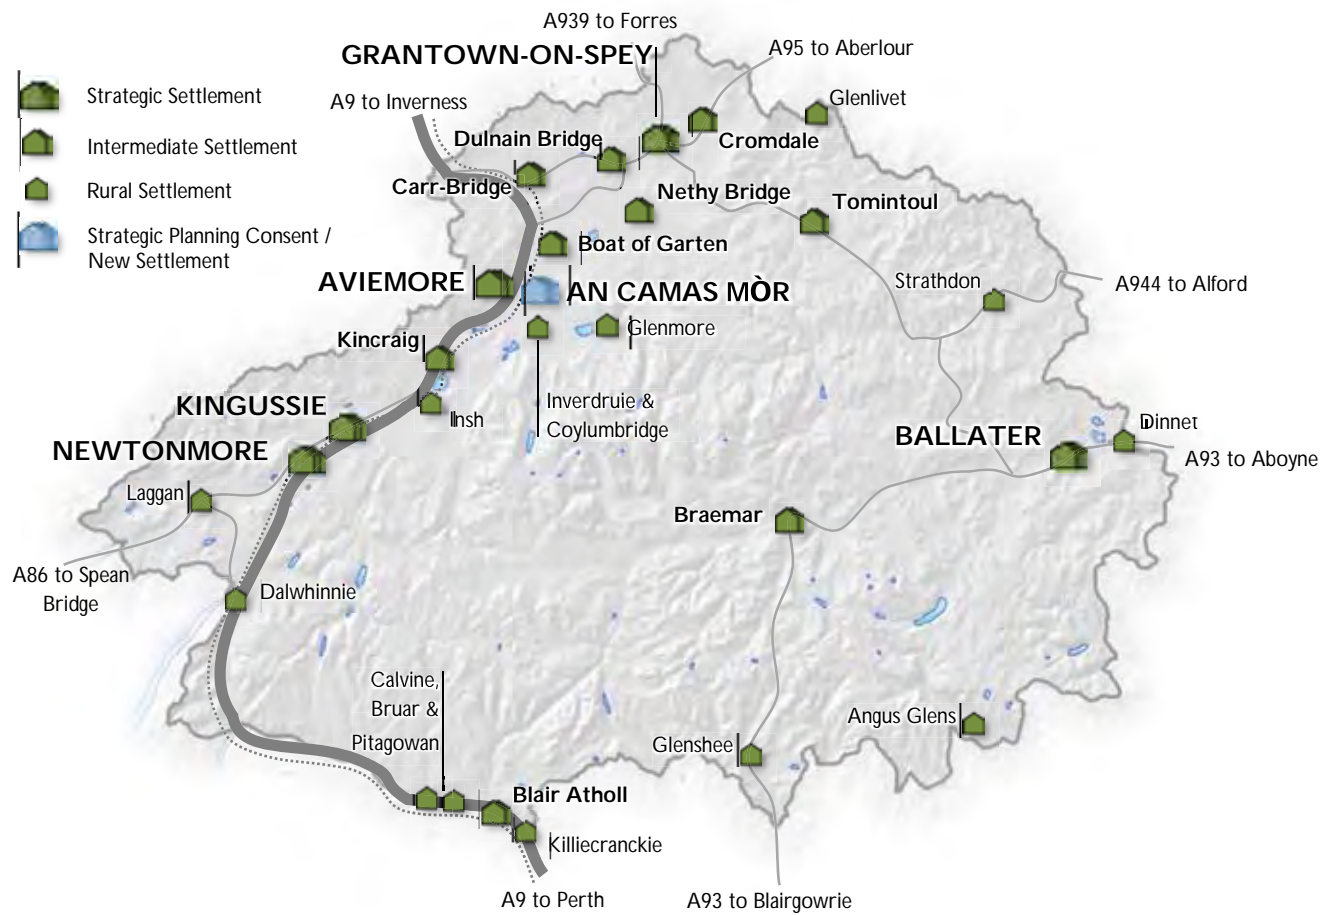 A939 to Forres
GRANTOWN-ON-SPEY
A95 to Aberlour
Strategic Settlement
Intermediate Settlement
Rural Settlement
Strategic Planning Consent /
New Settlement
A9 to Inverness
Glenlivet
Dulnain Bridge
Cromdale
Carr-Bridge
Nethy Bridge
Tomintoul
Boat of Garten
AVIEMORE
AN CAMAS MÒR
Strathdon
A944 to Alford
Glenmore
Kincraig
KINGUSSIE
Insh
Inverdruie &
Coylumbridge
NEWTONMORE
BALLATER
Dinnet
A93 to Aboyne
Laggan
Braemar
A86 to Spean
Bridge
Dalwhinnie
Calvine,
Bruar &
Pitagowan
Angus Glens
Glenshee
Blair Atholl
Killiecranckie
A9 to Perth
A93 to Blairgowrie